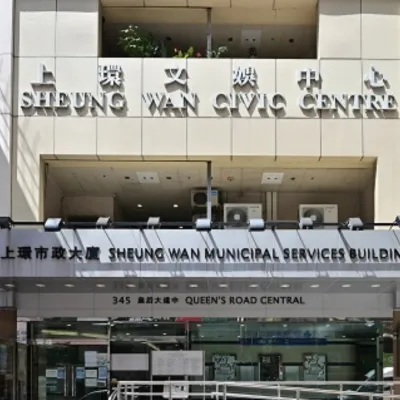 上環文娛中心
SHEUNG WAN CIVIC CENTRE
上環市政大廈 SHEUNG WAN MUNICIPAL SERVICES BUILDIN
345 皇后大道中 QUEEN'S ROAD CENTRAL